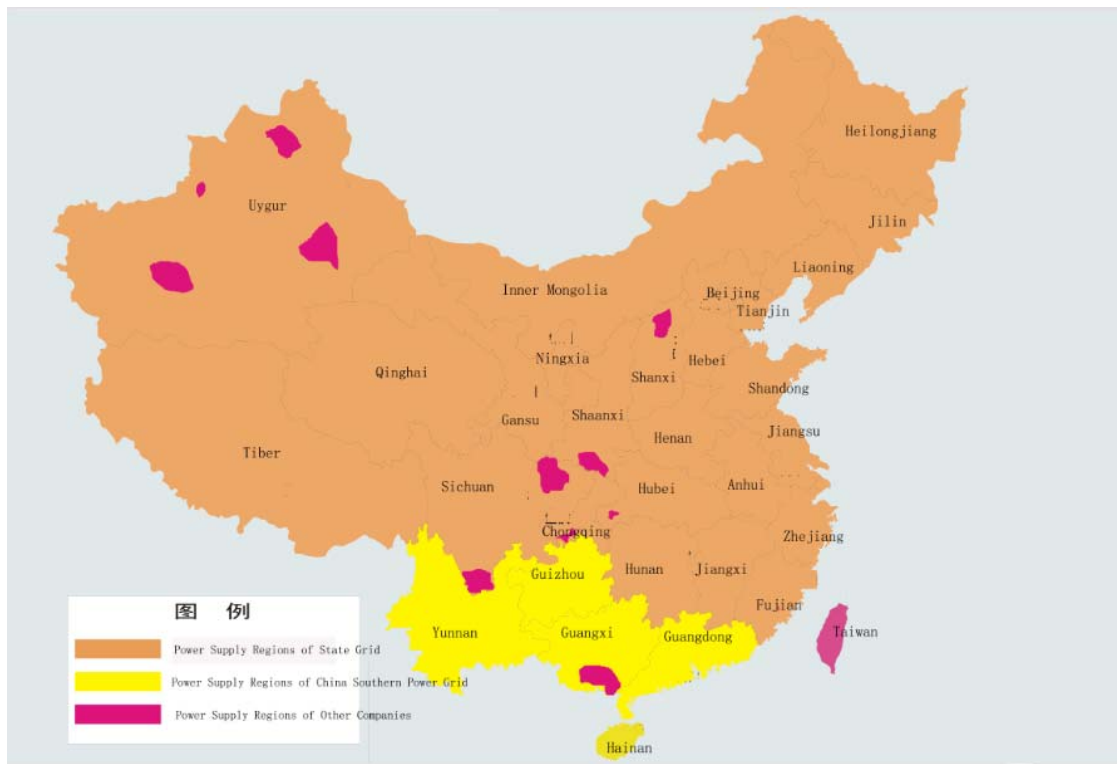 Heilongjiang
Jilin
Uygur
Liaoning
Inner Mongolia
Beijing
Tianjin
Ningxia
Hebei
Qinghai
Shanxi
Shandong
Gansu
Shaanxi
Jiangsu
Henan
Tiber
Sichuan
Hubei
Anhui
Chongqing
Zhejiang
Guizhou
Hunan
Jiangxi
Fujian
Yunnan
Guangxi
Guangdong
Taiwan
Hainan
图 例
Power Supply Regions of State Grid
Power Supply Regions of China Southern Power Grid
Power Supply Regions of Other Companies